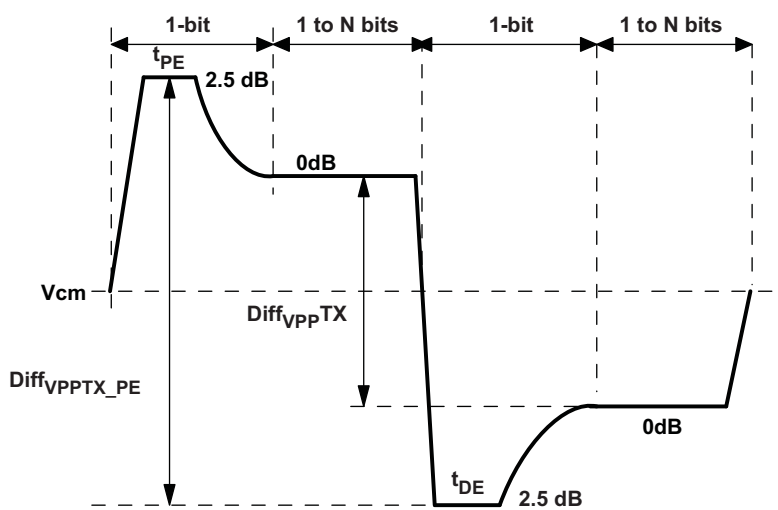 1-bit
1 to N bits
1-bit
1 to N bits
tPE
2.5 dB
0dB
Vcm
DiffVPPTX
DiffVPPTX_PE
0dB
tDE
2.5 dB